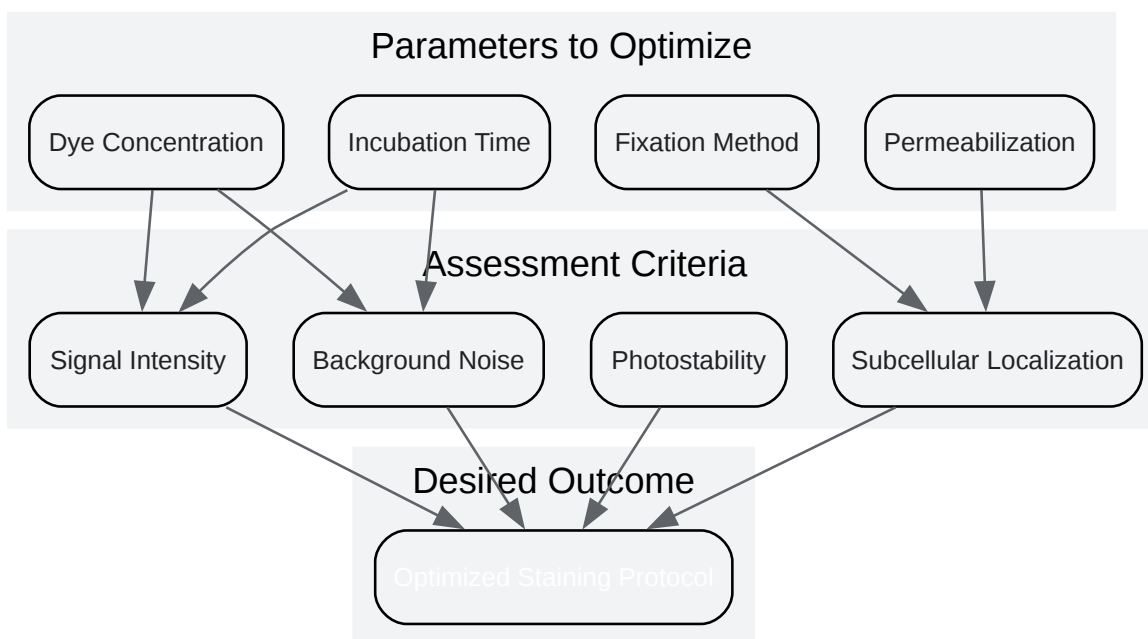 Parameters to Optimize
Dye Concentration
Incubation Time
Fixation Method
Permeabilization
Assessment Criteria
Signal Intensity
Background Noise
Photostability
Subcellular Localization
Desired Outcome
Optimized Staining Protocol